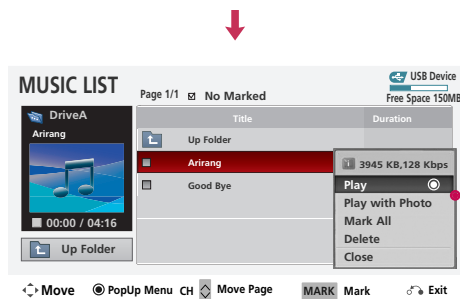 MUSIC LIST
Page 1/1 No Marked
USB Device
Free Space 150MB
DriveA
Arirang
00:00 / 04:16
Up Folder
Title Duration
Up Folder
Arirang
Good Bye
3945 KB,128 Kbps
Play
Play with Photo
Mark All
Delete
Close
Move PopUp Menu CH Move Page MARK Mark Exit